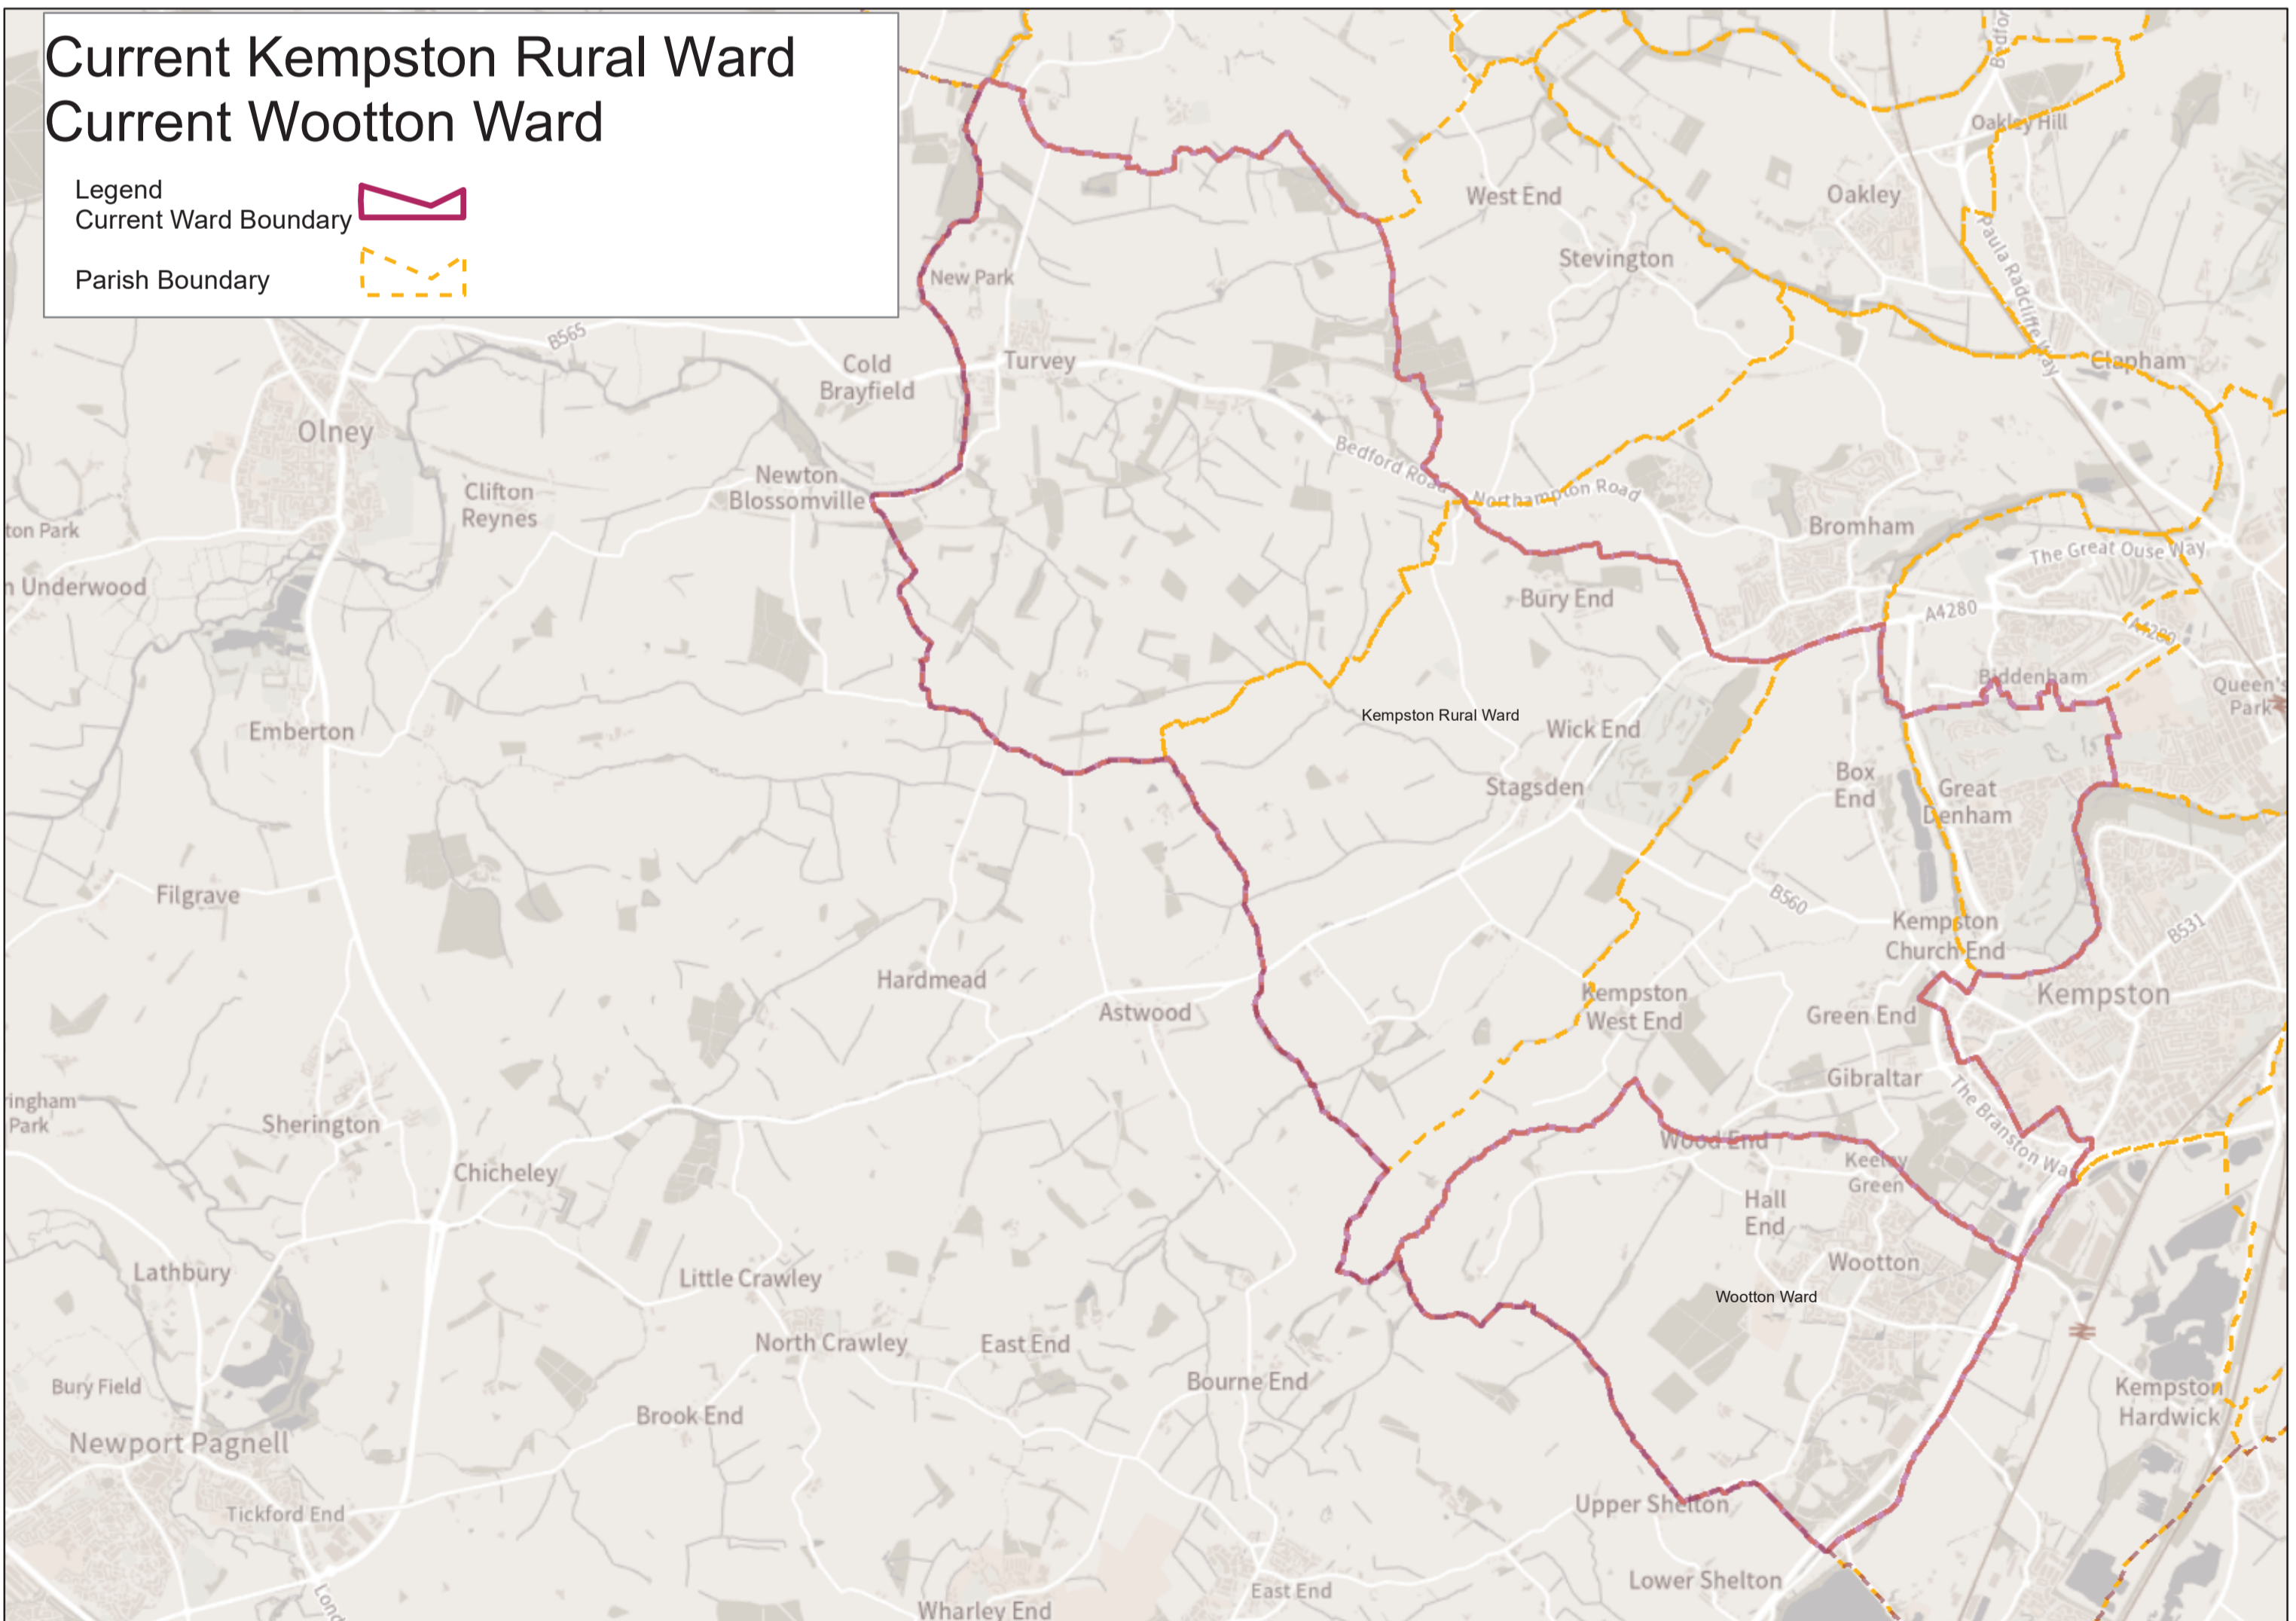 Current Kempston Rural Ward
Current Wootton Ward
Legend
Current Ward Boundary
Parish Boundary
Oakley Hill
West End
Oakley
Stevington
Paula Radcliffe Way
New Park
B565
Cold
Brayfield
Turvey
Clapham
Olney
Bedford Road
Northampton Road
Newton
Blossomville
Clifton
Reynes
ton Park
Bromham
The Great Ouse Way
n Underwood
Bury End
A4280
A4280
Biddenham
Queen's
Park
Kempston Rural Ward
Emberton
Wick End
Stagsden
Box
End
Great
Denham
Filgrave
B560
Kempston
Church End
B531
Hardmead
Astwood
Kempston
West End
Green End
Kempston
ringham
Park
Sherington
Gibraltar
The Branston Wa
Wood End
Chicheley
Keeley
Green
Hall
End
Lathbury
Little Crawley
Wootton
Wootton Ward
North Crawley
East End
Bury Field
Bourne End
Kempston
Hardwick
Brook End
Newport Pagnell
Tickford End
Upper Shelton
Lower Shelton
East End
Wharley End
Lond